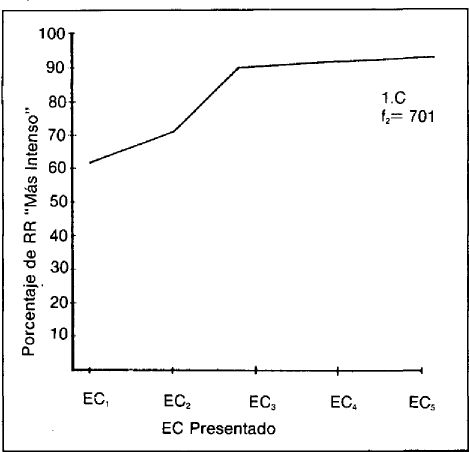 Porcentaje de RR "Más Intenso"
100
90
80
70
60
50
40
30
20
10
1.C
f₂= 701
EC₁ EC₂ EC₃ EC₄ EC₅
EC Presentado